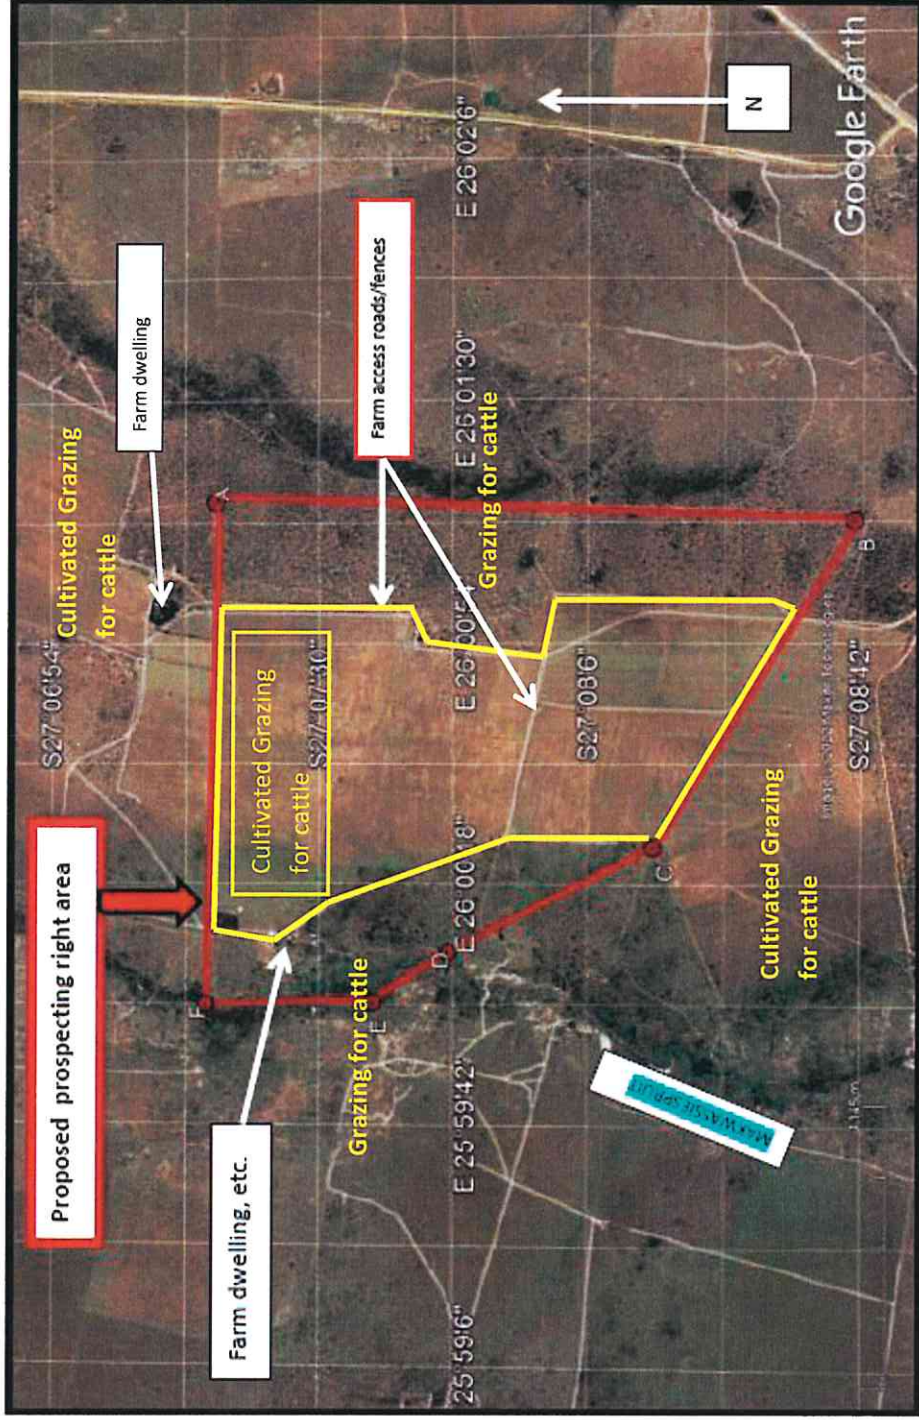 Proposed prospecting right area
Farm dwelling, etc.
Farm dwelling
Cultivated Grazing
for cattle
S27°06'54"
F
A
Cultivated Grazing
for cattle
S27°07'30"
Farm access roads/fences
Grazing for cattle
E
D
25°59'6"
E 25°59'42"
E 26°00'18"
E 26°00'54"
E 26°01'30"
E 26°02'6"
Grazing for cattle
N
S27°08'6"
C
MAKWASSIESPRUIT
Cultivated Grazing
for cattle
S27°08'42"
B
Google Earth